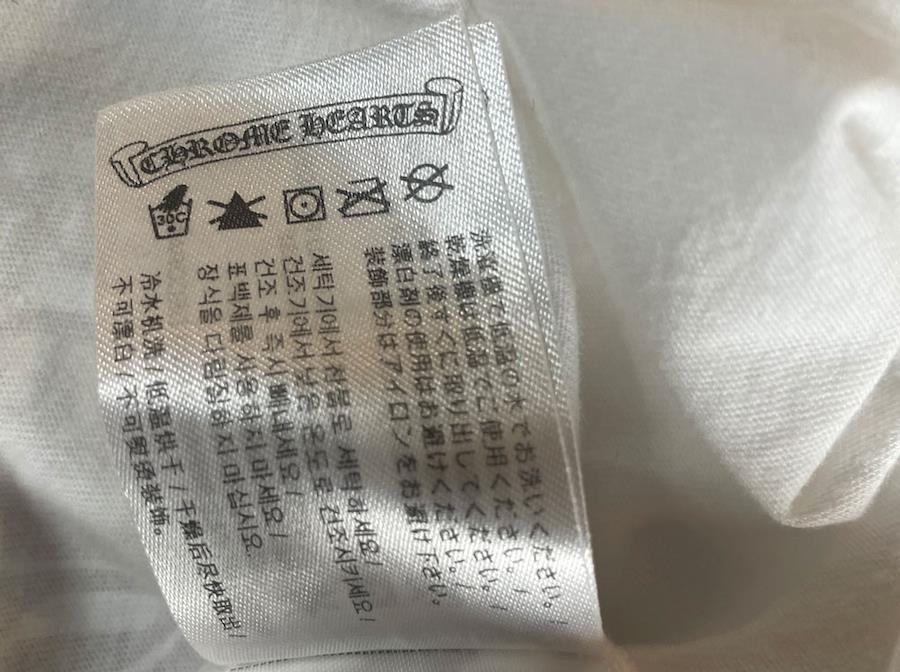 CHROME HEARTS
30C
洗濯機で低温の水でお洗いください。/
乾燥機は低温でご使用ください。/
終了後すぐに取り出してください。/
漂白剤の使用はお避けください。/
装飾部分はアイロンをお避け下さい。
세탁기에서 찬물로 세탁하세요/
건조기에서 낮은 온도로 건조시키세요/
건조 후 즉시 빼내세요/
표백제를 사용하지 마세요/
장식을 다림질하지 마십시오.
冷水机洗/低温烘干/干燥后尽快取出/
不可漂白/不可熨烫装饰。